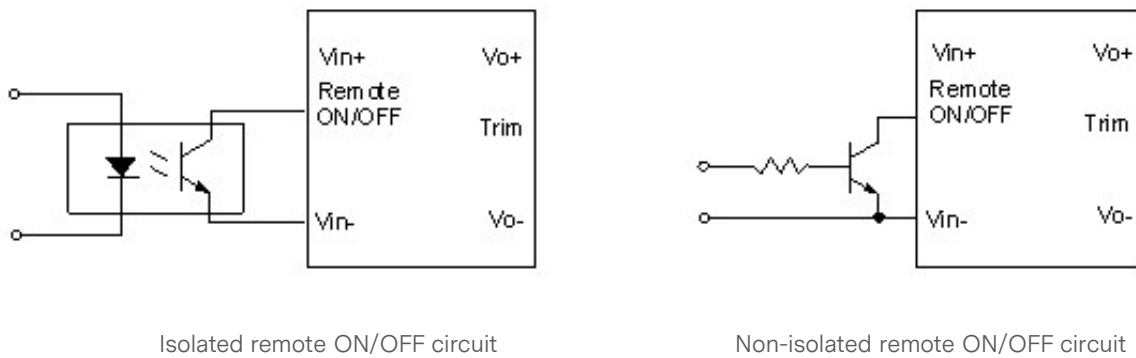 Vin+ Vo+
Remote
ON/OFF
Trim
Vin- Vo-
Isolated remote ON/OFF circuit
Vin+ Vo+
Remote
ON/OFF
Trim
Vin- Vo-
Non-isolated remote ON/OFF circuit